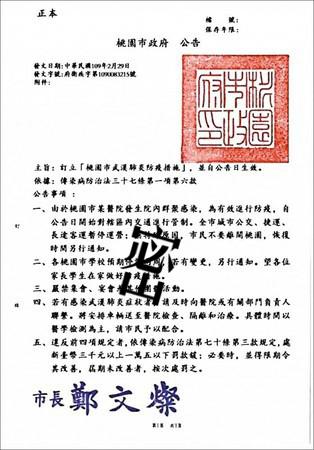 正本
檔 號：
保存年限：
桃園市政府 公告
發文日期：中華民國109年2月29日
發文字號：府衛疾字第1090083215號
附件：
桃園市政府印
主旨：訂立「桃園市武漢肺炎防疫措施」，並自公告日生效。
依據：傳染病防治法三十七條一項第六款
公告事項：
一、由於桃園市某醫院發生院內群聚感染，為有效進行防疫，自
公告日開始對轄區內交通進行管制。全市城市公交、捷運、
長途客運暫停運營；原因，市民不要離開桃園，恢復
時間另行通知。
二、各桃園市學校預，若有變更，另行通知。望各位
家長學生在家做好措施。
三、嚴禁集會、宴會活動。
四、若有感染武漢肺炎症狀者，請及時向醫院或有關部門負責人
聯繫。將安排車輛送至醫院檢查、隔離和治療。具體時間以
醫學檢測為主，請市民予以配合。
五、違反前四項規定者，依傳染病防治法第七十條第三款規定，處
新臺幣三千元以上一萬五以下罰款緩；必要時，並得限期令
其改善，屆期未改善者，按次處罰之。
市長 鄭文燦
訂
線
第1頁 共1頁